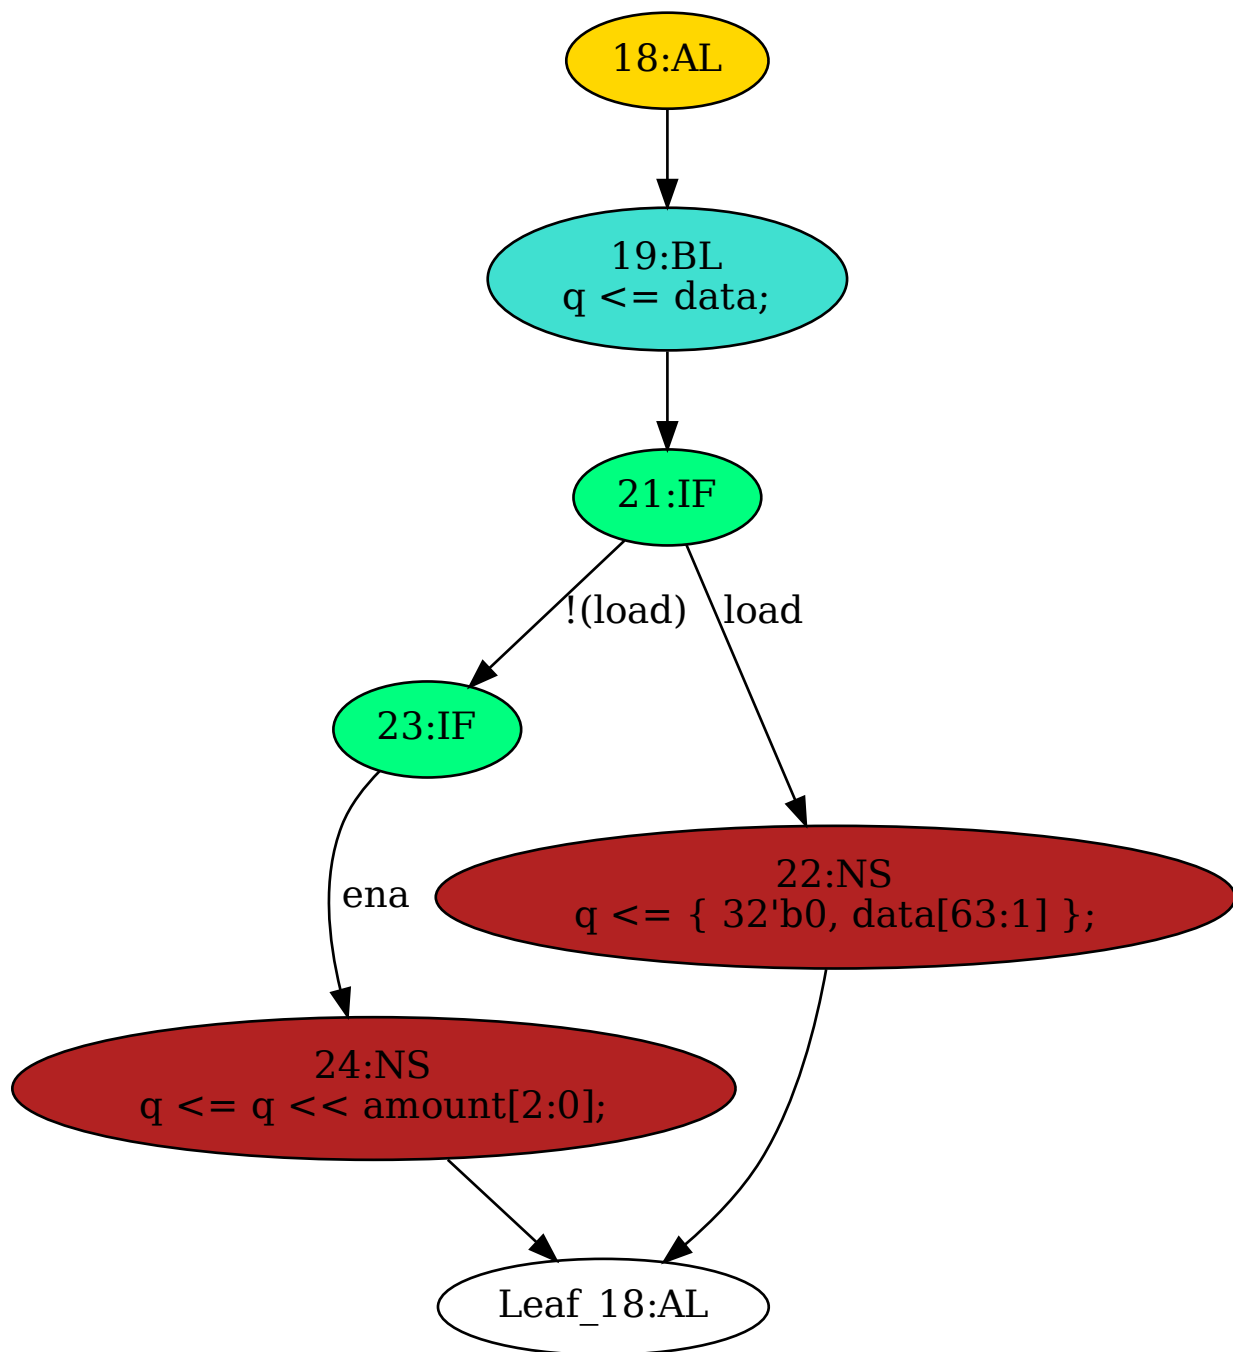 18:AL
19:BL
q <= data;
21:IF
!(load)
load
23:IF
22:NS
q <= { 32'b0, data[63:1] };
ena
24:NS
q <= q << amount[2:0];
Leaf_18:AL